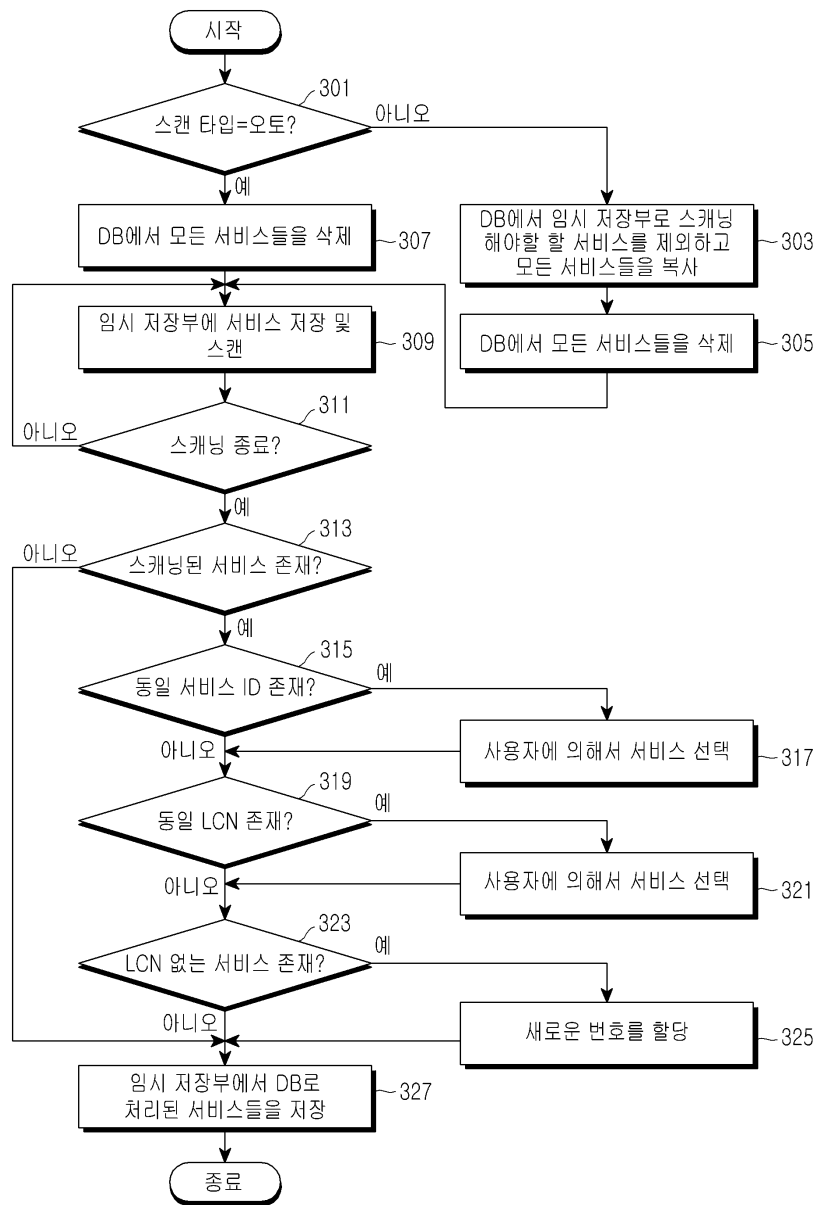 시작
301
스캔 타입=오토?
아니오
예
DB에서 모든 서비스들을 삭제
307
DB에서 임시 저장부로 스캐닝
해야할 할 서비스를 제외하고
모든 서비스들을 복사
303
임시 저장부에 서비스 저장 및
스캔
309
DB에서 모든 서비스들을 삭제
305
311
아니오
스캐닝 종료?
예
313
아니오
스캐닝된 서비스 존재?
예
315
동일 서비스 ID 존재?
예
아니오
사용자에 의해서 서비스 선택
317
319
동일 LCN 존재?
예
아니오
사용자에 의해서 서비스 선택
321
323
LCN 없는 서비스 존재?
예
아니오
새로운 번호를 할당
325
임시 저장부에서 DB로
처리된 서비스들을 저장
327
종료